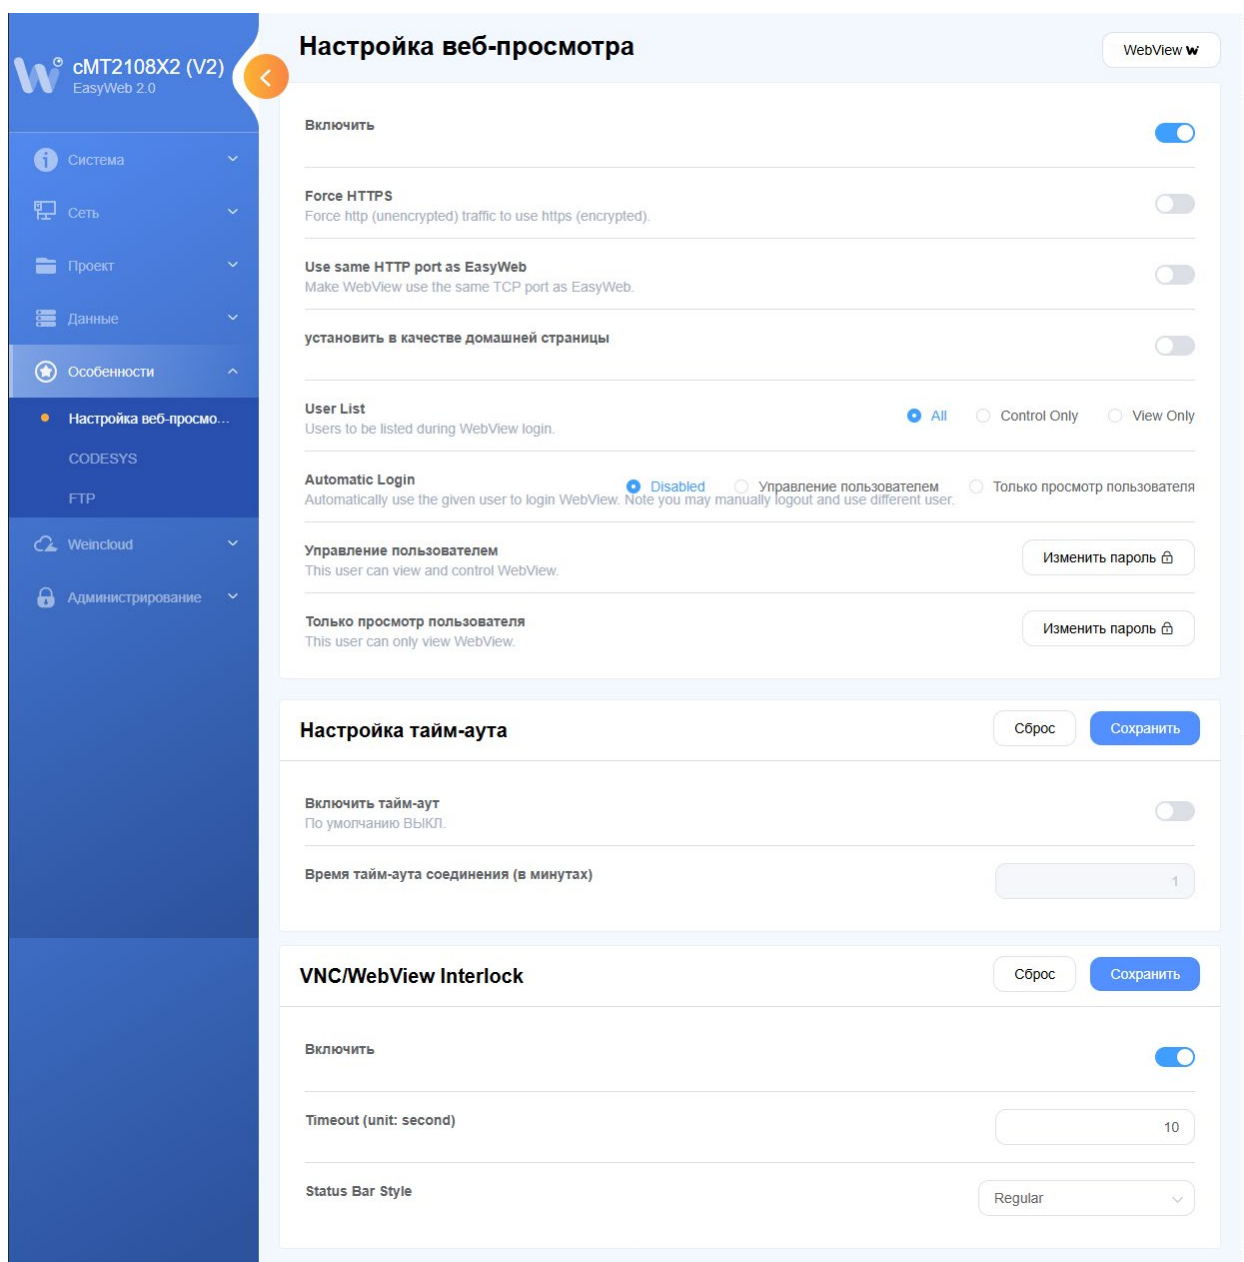 cMT2108X2 (V2)
EasyWeb 2.0
Система
Сеть
Проект
Данные
Особенности
Настройка веб-просмо...
CODESYS
FTP
Weincloud
Администрирование
Настройка веб-просмотра
WebView
Включить
Force HTTPS
Force http (unencrypted) traffic to use https (encrypted).
Use same HTTP port as EasyWeb
Make WebView use the same TCP port as EasyWeb.
установить в качестве домашней страницы
User List
Users to be listed during WebView login.
All Control Only View Only
Automatic Login
Disabled Управление пользователем Только просмотр пользователя
Automatically use the given user to login WebView. Note you may manually logout and use different user.
Управление пользователем
This user can view and control WebView.
Изменить пароль
Только просмотр пользователя
This user can only view WebView.
Изменить пароль
Настройка тайм-аута
Сброс Сохранить
Включить тайм-аут
По умолчанию ВЫКЛ.
Время тайм-аута соединения (в минутах)
1
VNC/WebView Interlock
Сброс Сохранить
Включить
Timeout (unit: second)
10
Status Bar Style
Regular